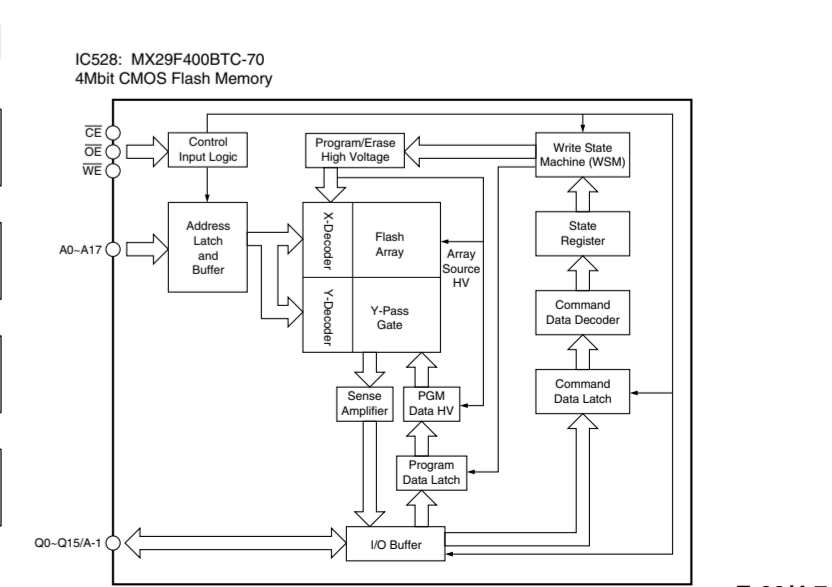 IC528: MX29F400BTC-70
4Mbit CMOS Flash Memory
CE
OE
WE
Control
Input Logic
Program/Erase
High Voltage
Write State
Machine (WSM)
A0~A17
Address
Latch
and
Buffer
X-Decoder
Flash
Array
Array
Source
HV
State
Register
Y-Decoder
Y-Pass
Gate
Command
Data Decoder
Sense
Amplifier
PGM
Data HV
Command
Data Latch
Program
Data Latch
Q0~Q15/A-1
I/O Buffer